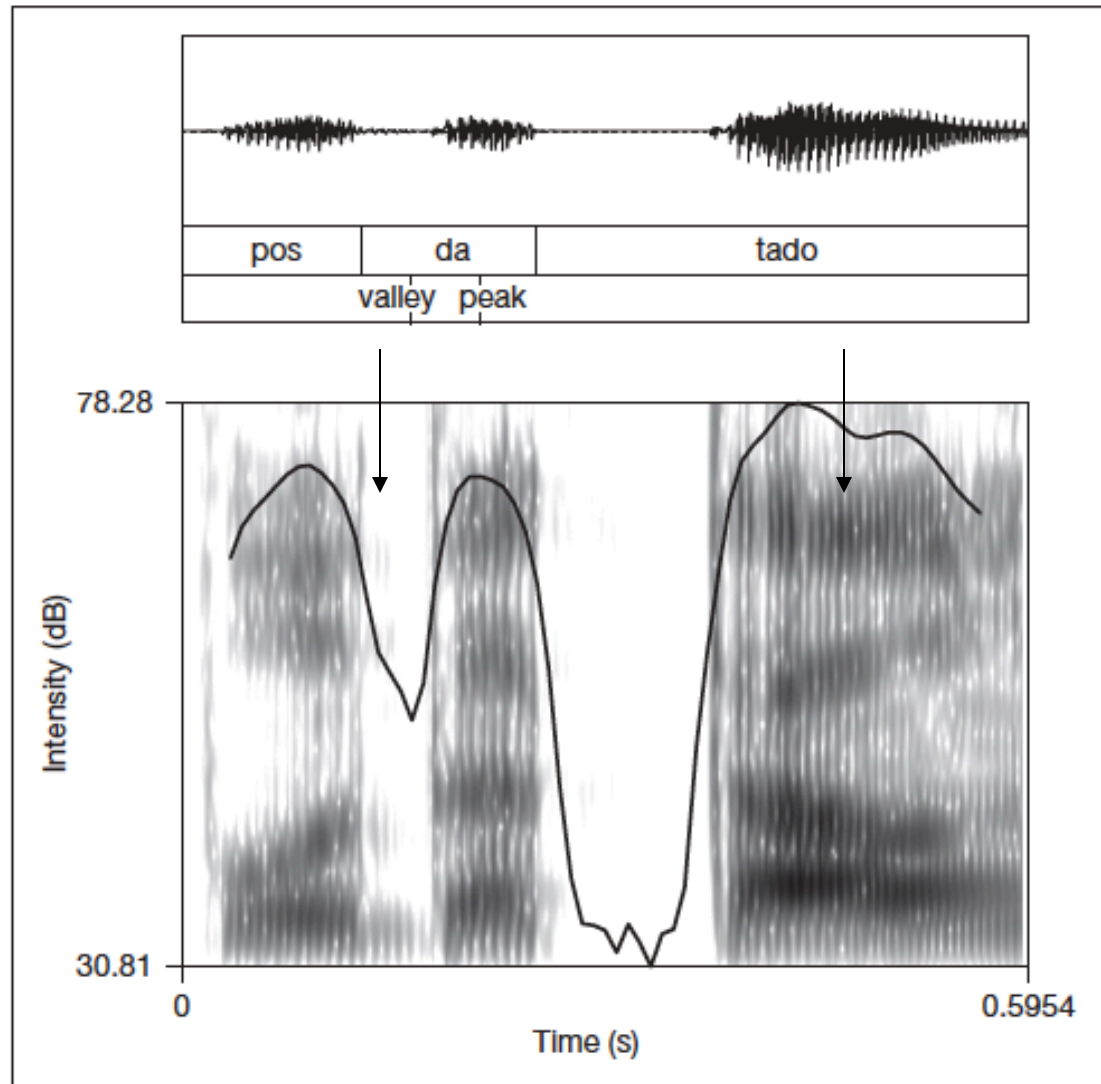 pos da tado
valley peak
78.28
Intensity (dB)
30.81
0 0.5954
Time (s)